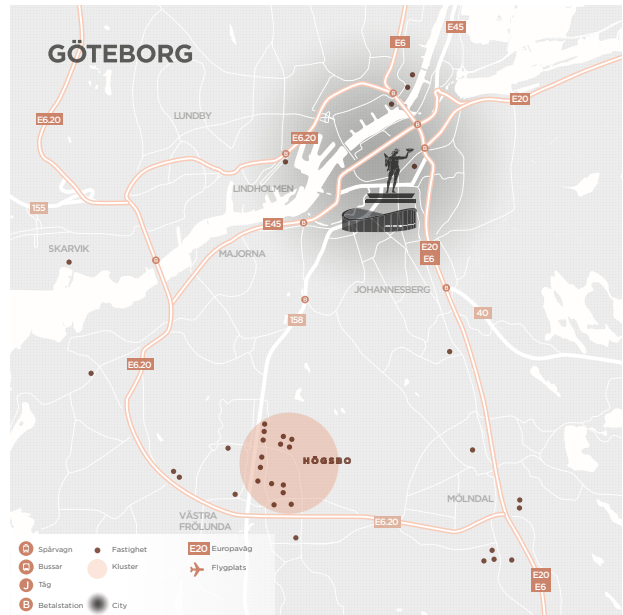 GÖTEBORG
E6
E45
E20
LUNDBY
E6.20
E6.20
LINDHOLMEN
155
E45
SKARVIK
MAJORNA
E20
E6
JOHANNESBERG
158
40
E6.20
HÖGSBO
VÄSTRA
FRÖLUNDA
E6.20
MÖLNDAL
E20
E6
B
B
B
B
B
B
B
B
Spårvagn
Fastighet
E20 Europaväg
Bussar
Kluster
Flygplats
J Tåg
B Betalstation
City